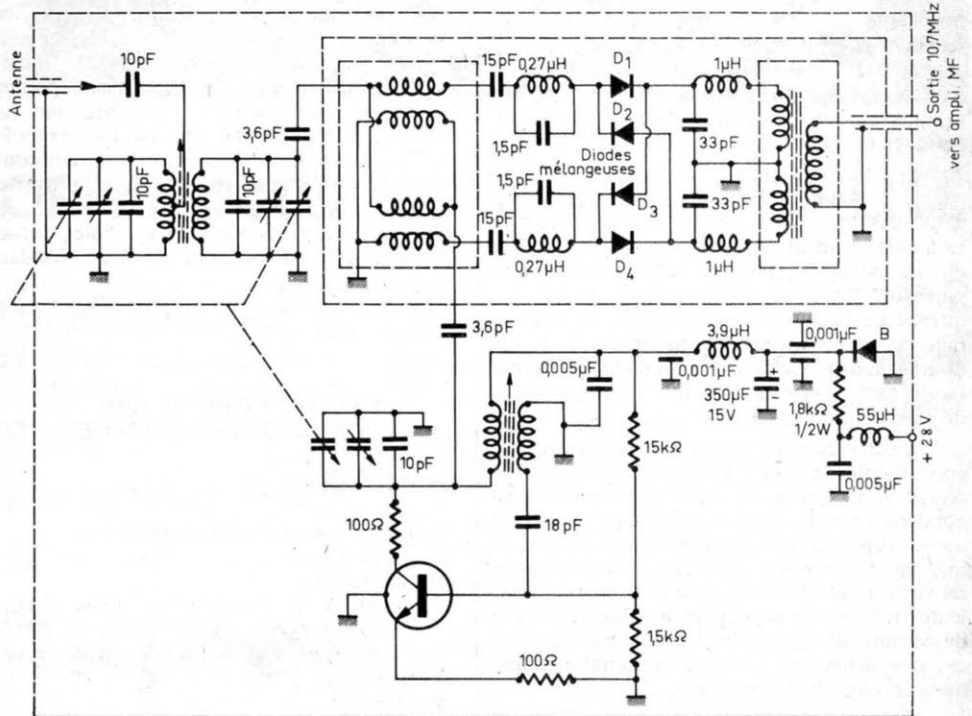 Antenne
10pF
10pF
3,6pF
10pF
15pF
0,27µH
D1
D2
1,5pF
Diodes
mélangeuses
1,5pF
D3
15pF
0,27µH
D4
1µH
33pF
33pF
1µH
Sortie 10,7MHz
vers ampli MF
3,6pF
10pF
100Ω
18pF
0,005µF
15kΩ
0,001µF
3,9µH
350µF
15V
0,001µF
B
1,8kΩ
1/2W
55µH
+28V
0,005µF
1,5kΩ
100Ω